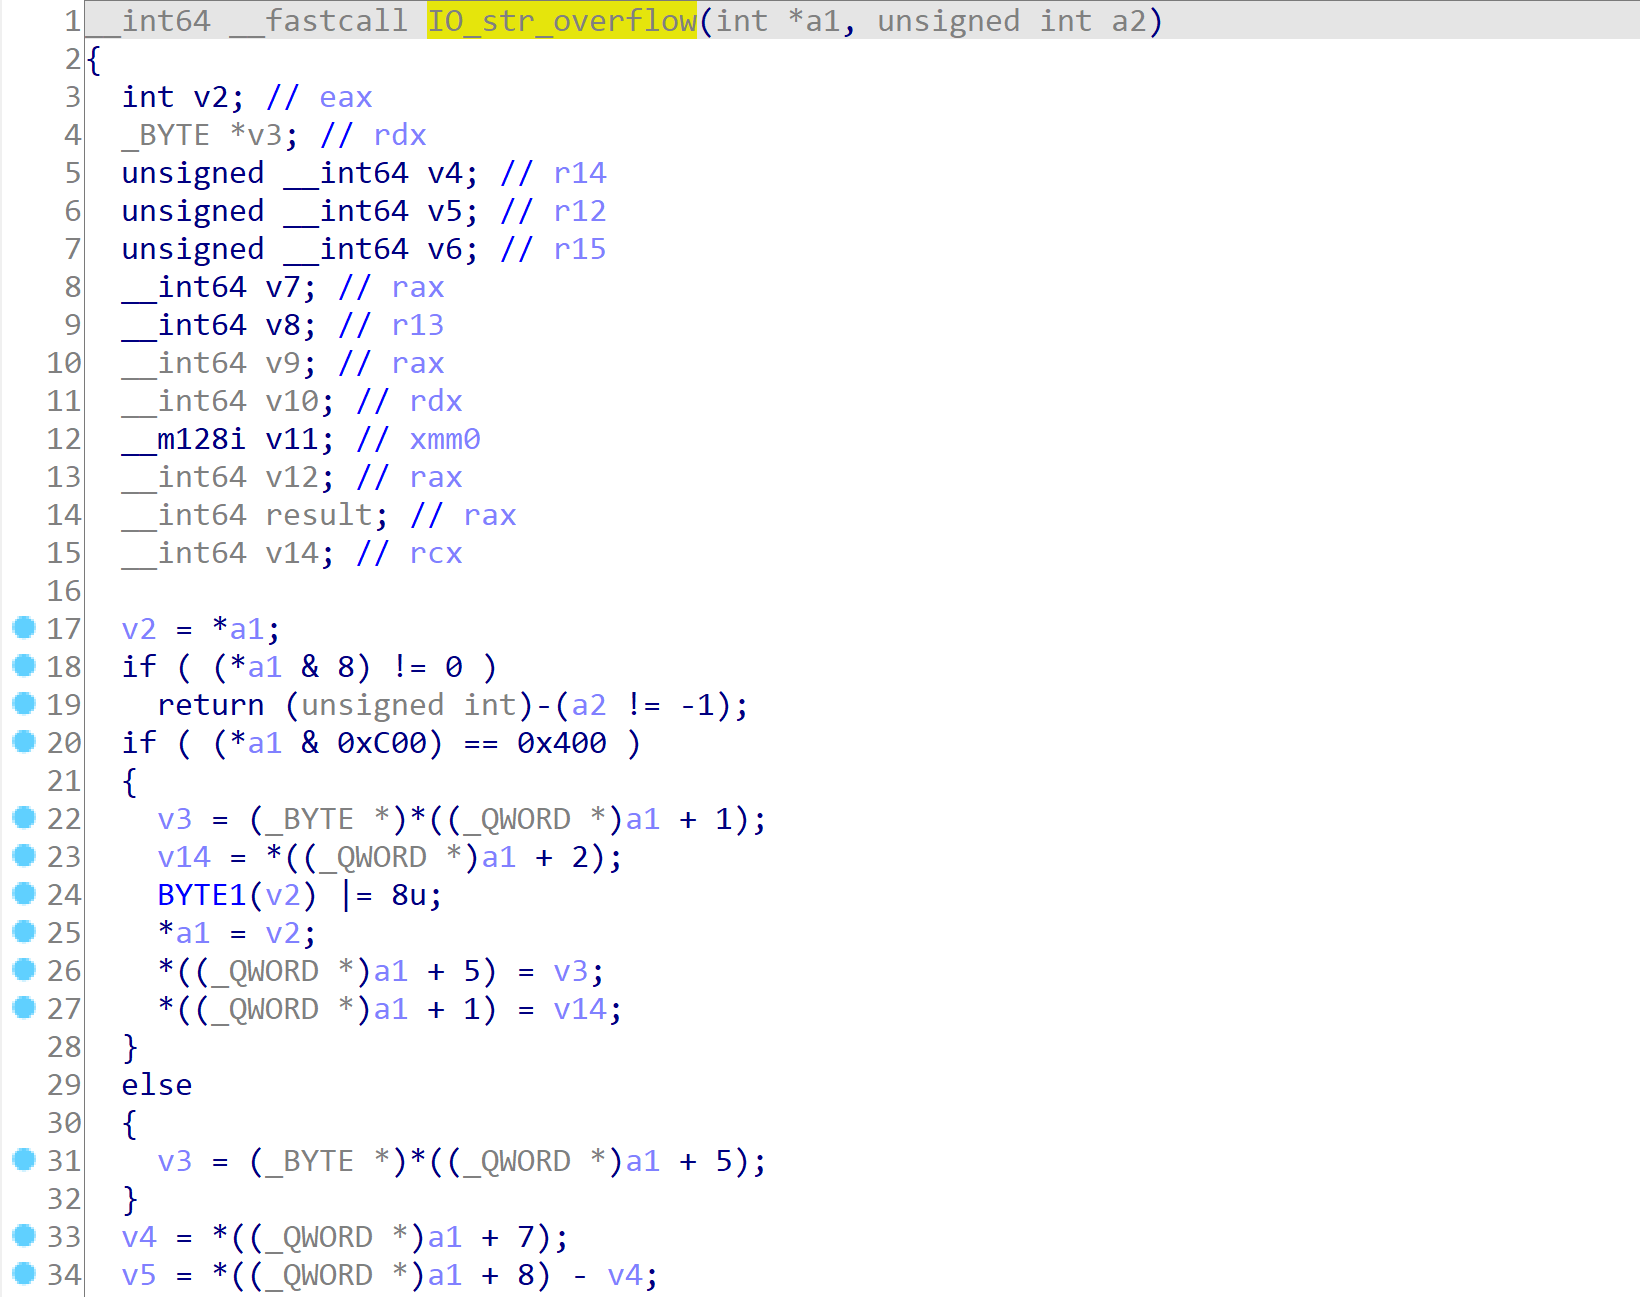 1 __int64 __fastcall IO_str_overflow(int *a1, unsigned int a2)
2 {
3 int v2; // eax
4 _BYTE *v3; // rdx
5 unsigned __int64 v4; // r14
6 unsigned __int64 v5; // r12
7 unsigned __int64 v6; // r15
8 __int64 v7; // rax
9 __int64 v8; // r13
10 __int64 v9; // rax
11 __int64 v10; // rdx
12 __m128i v11; // xmm0
13 __int64 v12; // rax
14 __int64 result; // rax
15 __int64 v14; // rcx
16
17 v2 = *a1;
18 if ( (*a1 & 8) != 0 )
19 return (unsigned int)-(a2 != -1);
20 if ( (*a1 & 0xC00) == 0x400 )
21 {
22 v3 = (_BYTE *)*((_QWORD *)a1 + 1);
23 v14 = *((_QWORD *)a1 + 2);
24 BYTE1(v2) |= 8u;
25 *a1 = v2;
26 *((_QWORD *)a1 + 5) = v3;
27 *((_QWORD *)a1 + 1) = v14;
28 }
29 else
30 {
31 v3 = (_BYTE *)*((_QWORD *)a1 + 5);
32 }
33 v4 = *((_QWORD *)a1 + 7);
34 v5 = *((_QWORD *)a1 + 8) - v4;